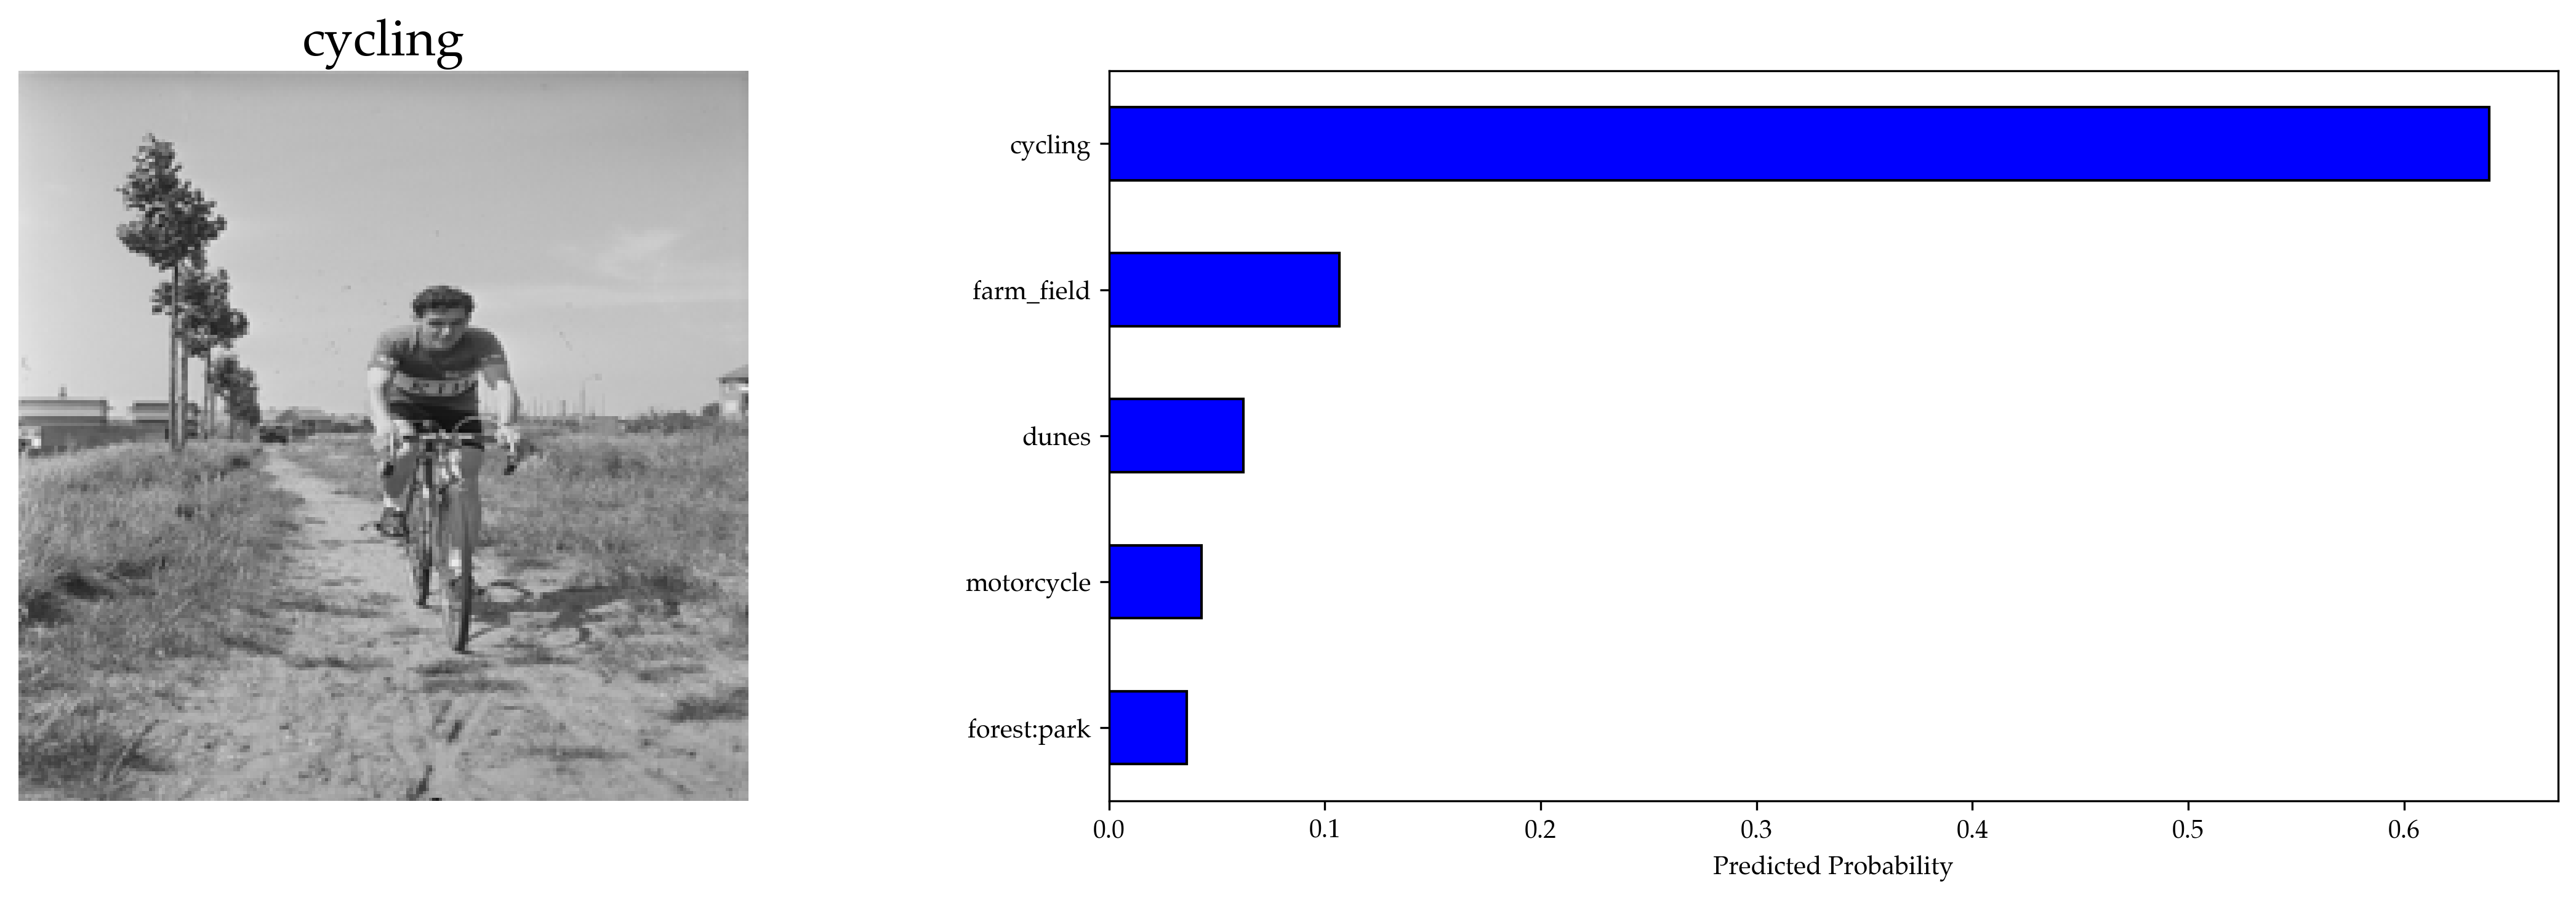 cycling
cycling
farm_field
dunes
motorcycle
forest:park
0.0 0.1 0.2 0.3 0.4 0.5 0.6
Predicted Probability